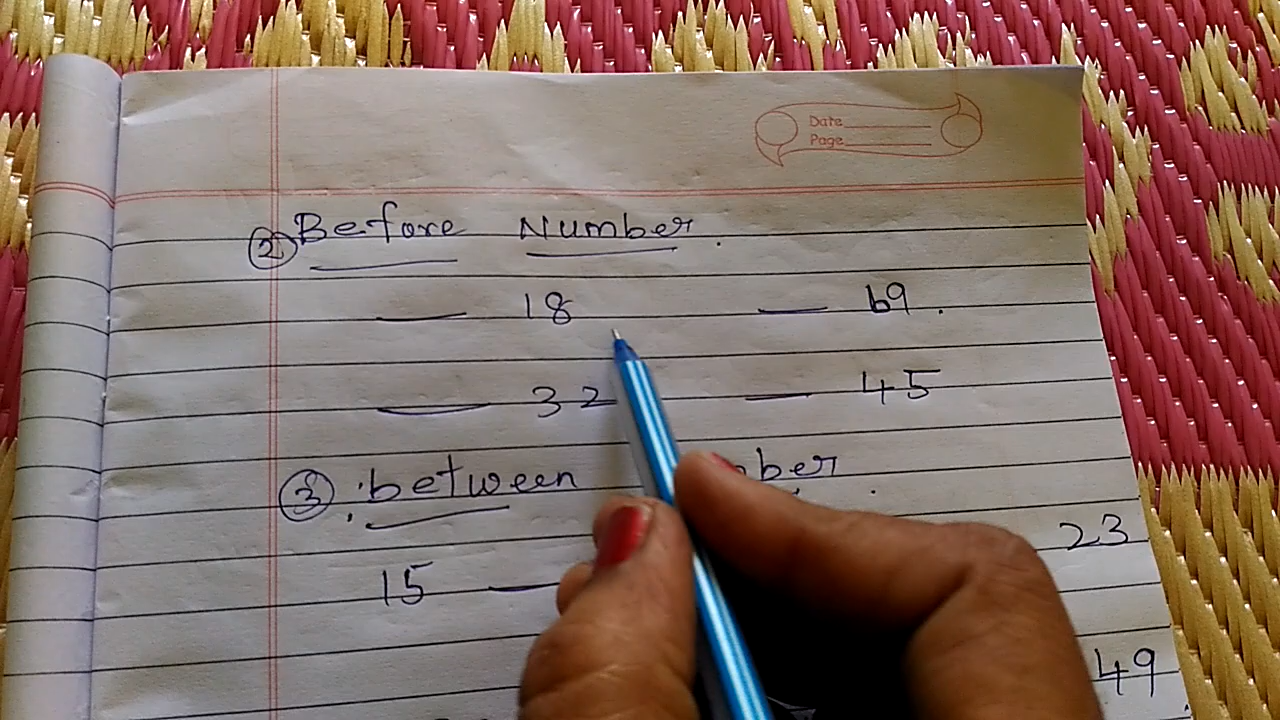 Date
Page
② Before Number.
__ 18 __ 69.
__ 32 __ 45
③ : between
23
15 __
49